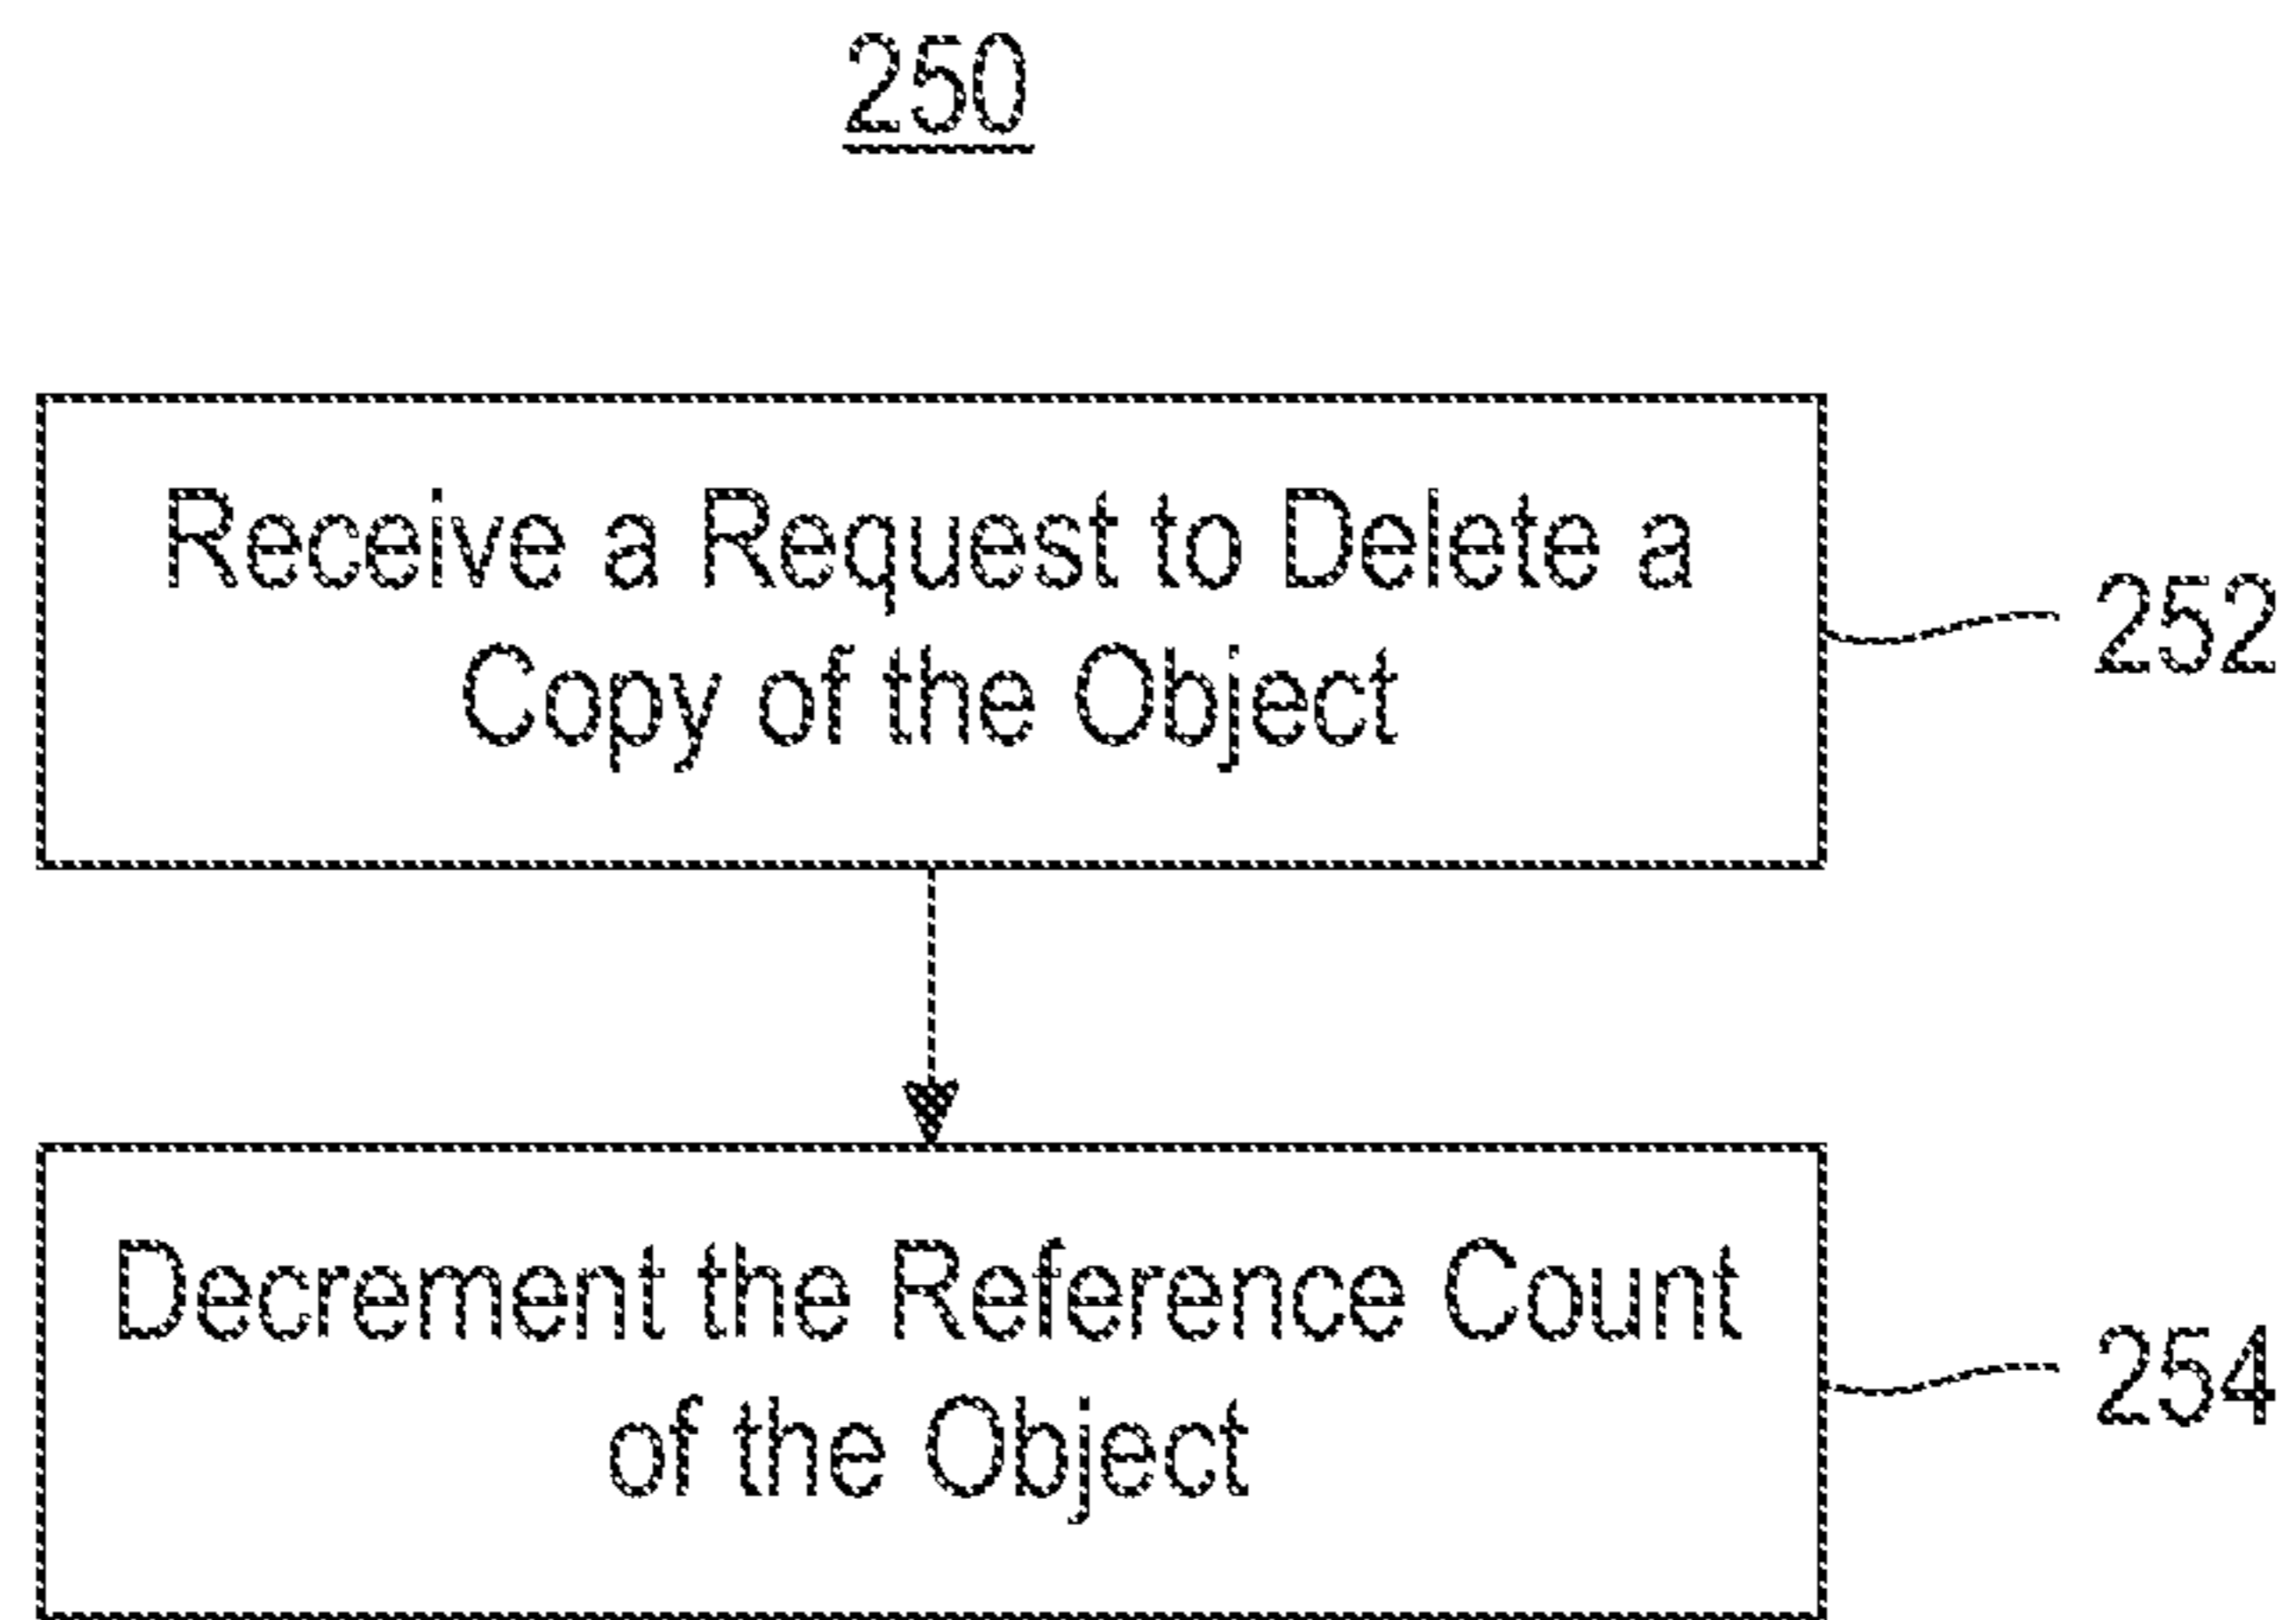 250
Receive a Request to Delete a
Copy of the Object
252
Decrement the Reference Count
of the Object
254